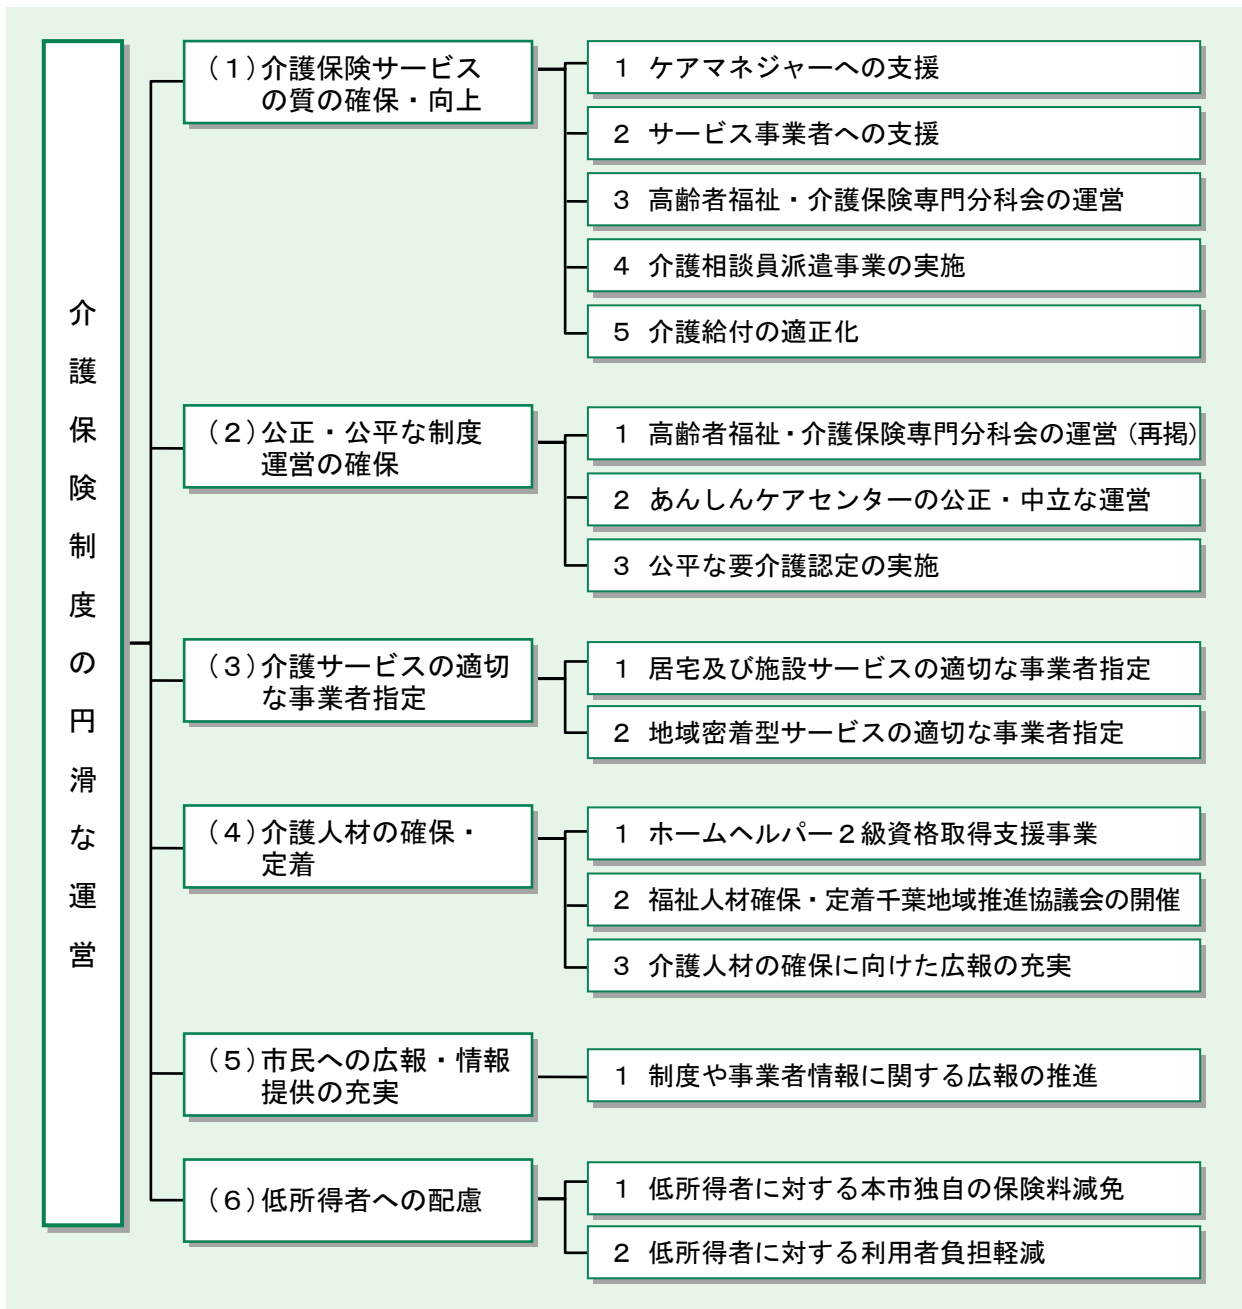 介護保険制度の円滑な運営
（１）介護保険サービス
の質の確保・向上
１ ケアマネジャーへの支援
２ サービス事業者への支援
３ 高齢者福祉・介護保険専門分科会の運営
４ 介護相談員派遣事業の実施
５ 介護給付の適正化
（２）公正・公平な制度
運営の確保
１ 高齢者福祉・介護保険専門分科会の運営（再掲）
２ あんしんケアセンターの公正・中立な運営
３ 公平な要介護認定の実施
（３）介護サービスの適切
な事業者指定
１ 居宅及び施設サービスの適切な事業者指定
２ 地域密着型サービスの適切な事業者指定
（４）介護人材の確保・
定着
１ ホームヘルパー２級資格取得支援事業
２ 福祉人材確保・定着千葉地域推進協議会の開催
３ 介護人材の確保に向けた広報の充実
（５）市民への広報・情報
提供の充実
１ 制度や事業者情報に関する広報の推進
（６）低所得者への配慮
１ 低所得者に対する本市独自の保険料減免
２ 低所得者に対する利用者負担軽減